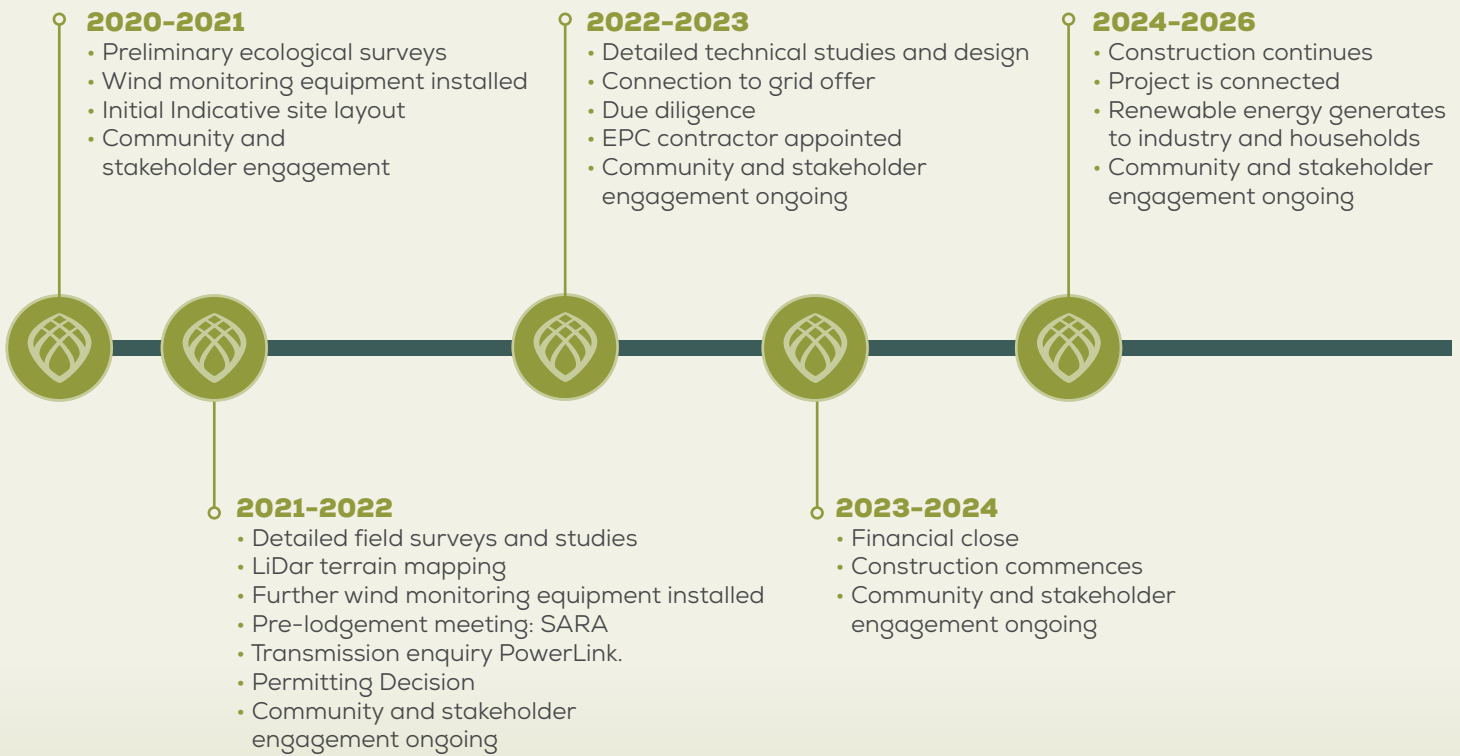 2020-2021
• Preliminary ecological surveys
• Wind monitoring equipment installed
• Initial Indicative site layout
• Community and
stakeholder engagement
2021-2022
• Detailed field surveys and studies
• LiDar terrain mapping
• Further wind monitoring equipment installed
• Pre-lodgement meeting: SARA
• Transmission enquiry PowerLink.
• Permitting Decision
• Community and stakeholder
engagement ongoing
2022-2023
• Detailed technical studies and design
• Connection to grid offer
• Due diligence
• EPC contractor appointed
• Community and stakeholder
engagement ongoing
2023-2024
• Financial close
• Construction commences
• Community and stakeholder
engagement ongoing
2024-2026
• Construction continues
• Project is connected
• Renewable energy generates
to industry and households
• Community and stakeholder
engagement ongoing